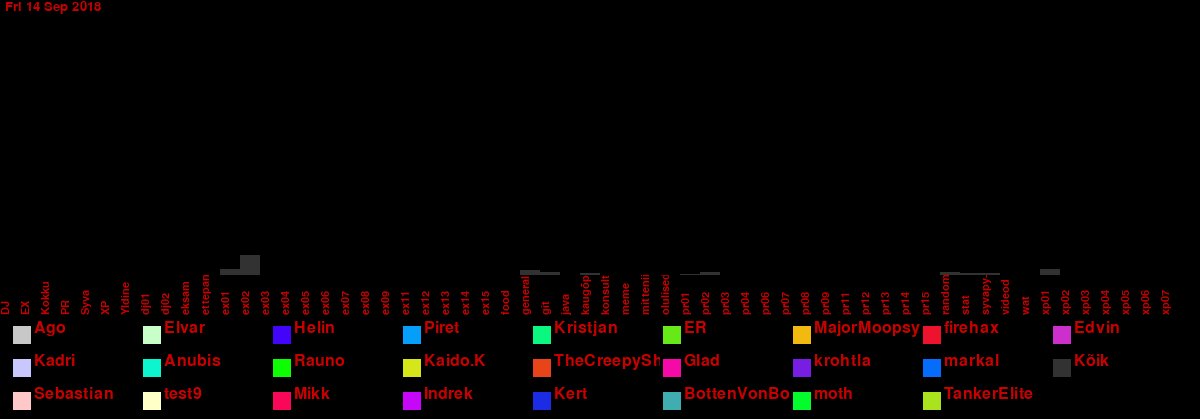 Fri 14 Sep 2018
DJ
EX
Kokku
PR
Syva
XP
Yldine
dj01
dj02
eksam
ettepan
ex01
ex02
ex03
ex04
ex05
ex06
ex07
ex08
ex09
ex11
ex12
ex13
ex14
ex15
food
general
git
java
kaugõp
konsult
meme
mittenii
olulised
pr01
pr02
pr03
pr04
pr06
pr07
pr08
pr09
pr11
pr12
pr13
pr14
pr15
random
stat
syvapy-
videod
wat
xp01
xp02
xp03
xp04
xp05
xp06
xp07
Ago Elvar Helin Piret Kristjan ER MajorMoopsy firehax Edvin
Kadri Anubis Rauno Kaido.K TheCreepySh Glad krohtla markal Kõik
Sebastian test9 Mikk Indrek Kert BottenVonBo moth TankerElite